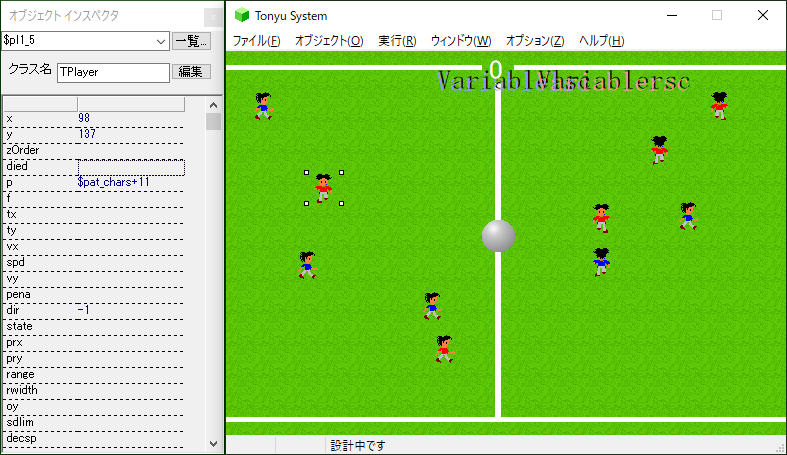 オブジェクト インスペクタ
$pl1_5
一覧...
クラス名
TPlayer
編集
x 98
y 137
zOrder
died
p $pat_chars+11
f
tx
ty
vx
spd
vy
pena
dir -1
state
prx
pry
range
rwidth
oy
sdlim
decsp
Tonyu System
ファイル(F) オブジェクト(O) 実行(R) ウィンドウ(W) オプション(Z) ヘルプ(H)
0
設計中です